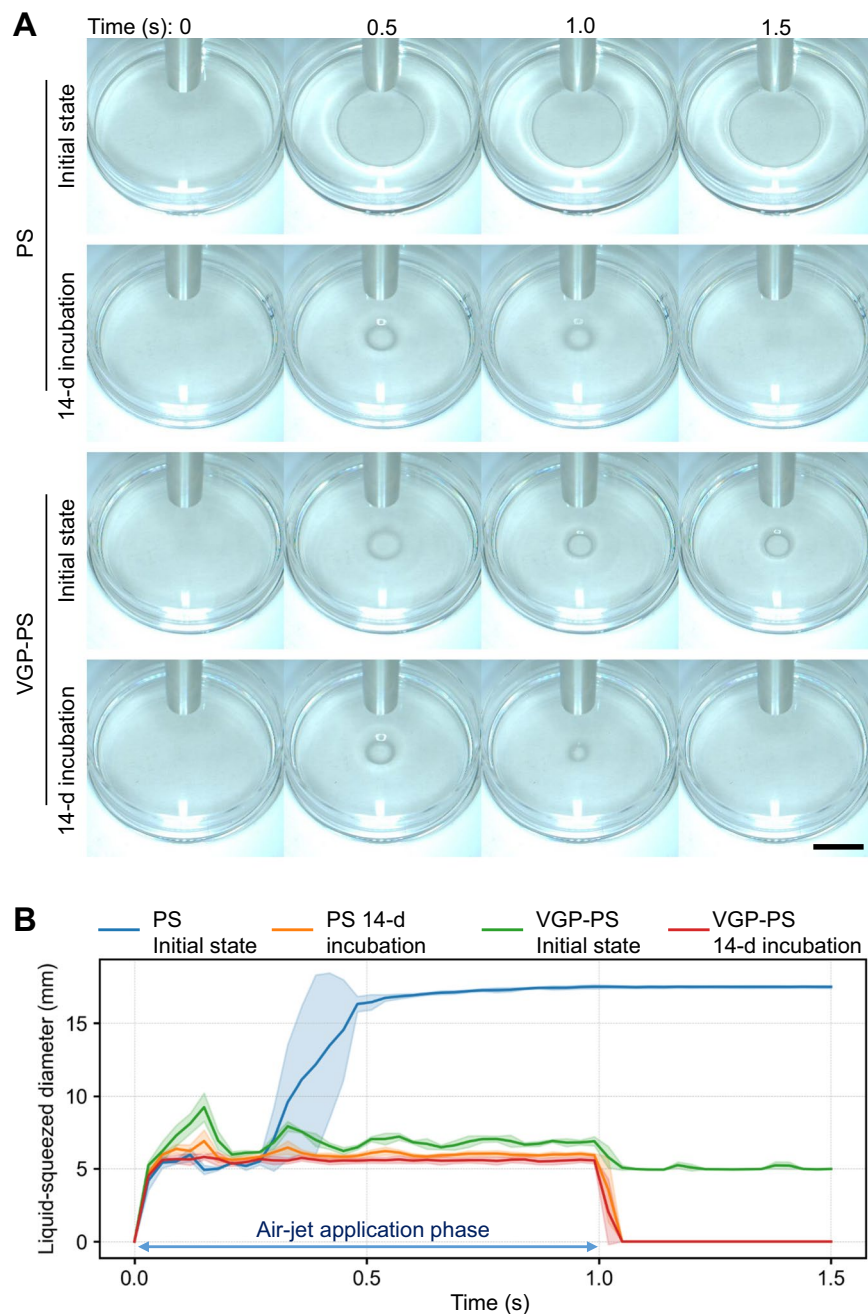 A
Time (s): 0 0.5 1.0 1.5
PS
Initial state
14-d incubation
VGP-PS
Initial state
14-d incubation
B
PS
Initial state
PS 14-d
incubation
VGP-PS
Initial state
VGP-PS
14-d incubation
Liquid-squeezed diameter (mm)
15
10
5
0
Air-jet application phase
0.0 0.5 1.0 1.5
Time (s)